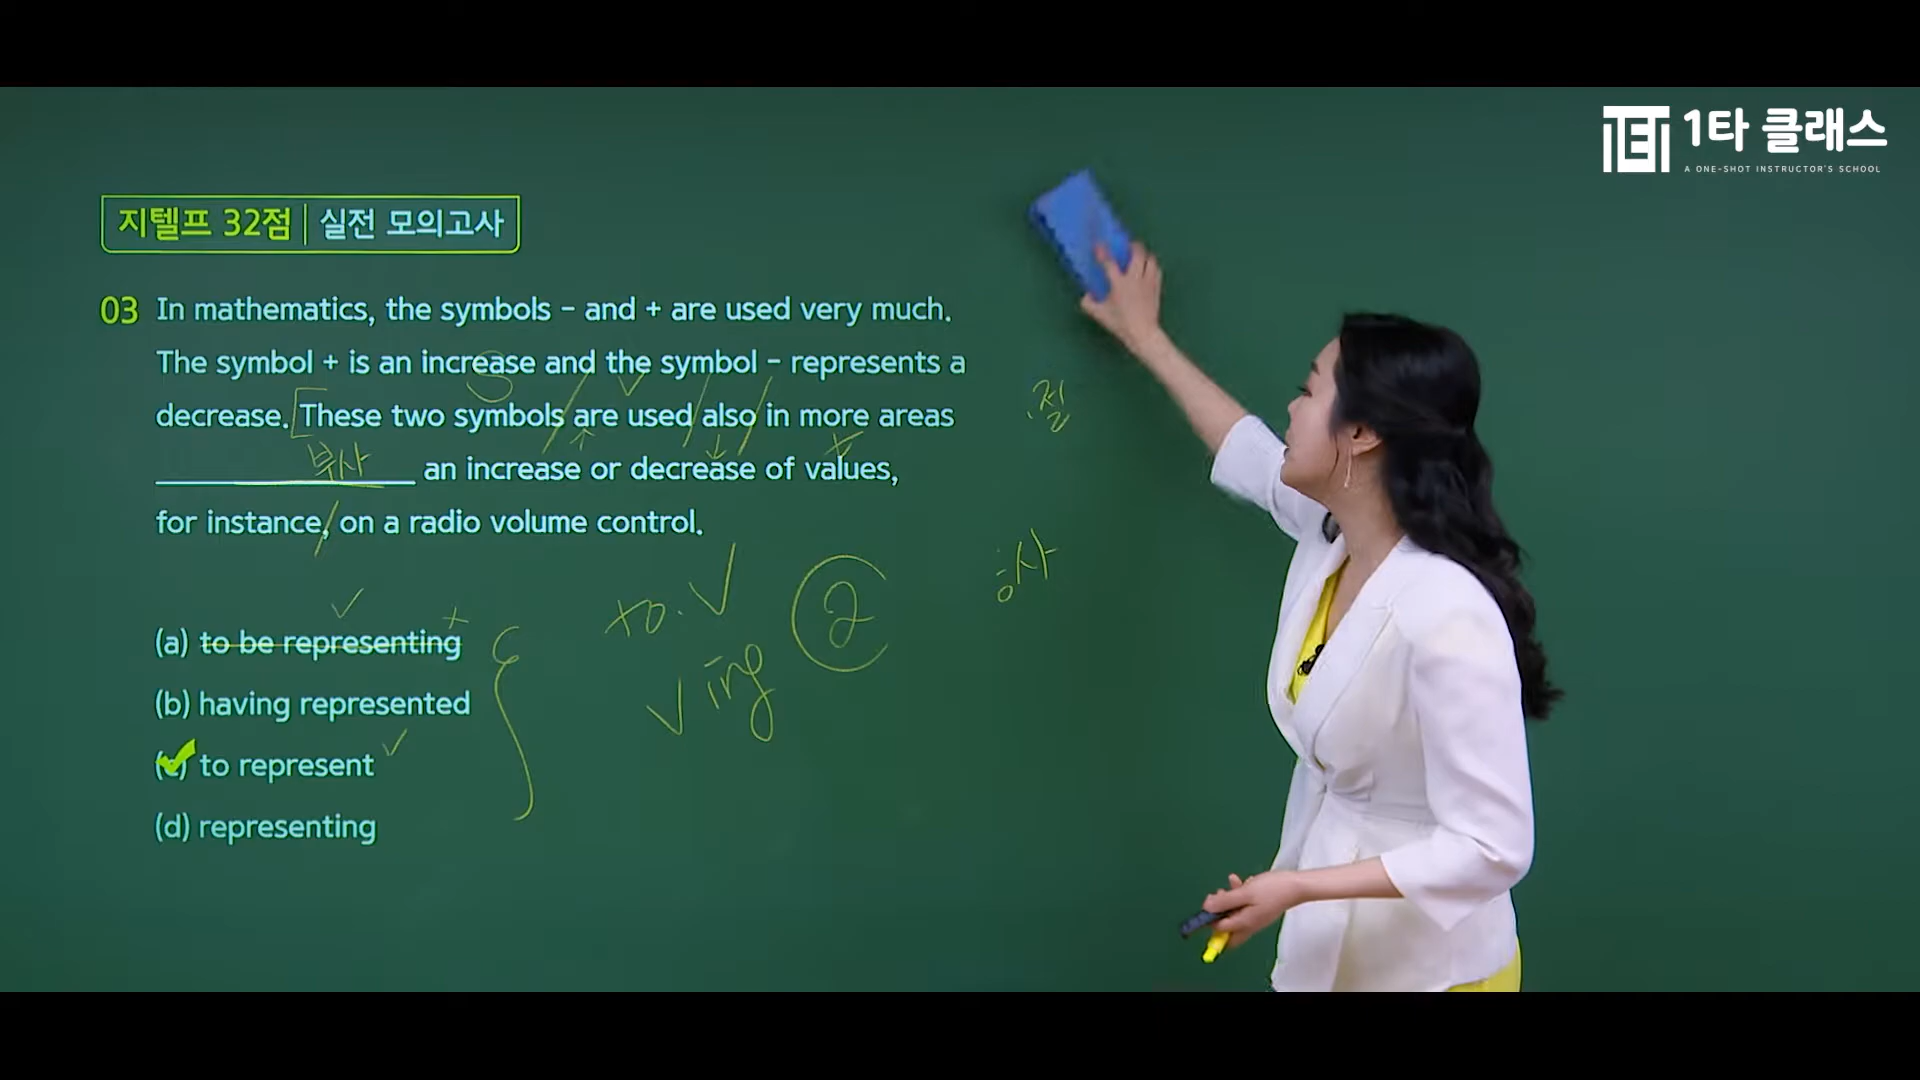 1타 클래스
A ONE-SHOT INSTRUCTOR'S SCHOOL
지텔프 32점 | 실전 모의고사
03 In mathematics, the symbols - and + are used very much.
The symbol + is an increase and the symbol - represents a
decrease. These two symbols are used also in more areas
____________ an increase or decrease of values,
for instance, on a radio volume control.
부사
(a) to be representing
(b) having represented
(c) to represent
(d) representing
to. V
Ving
2